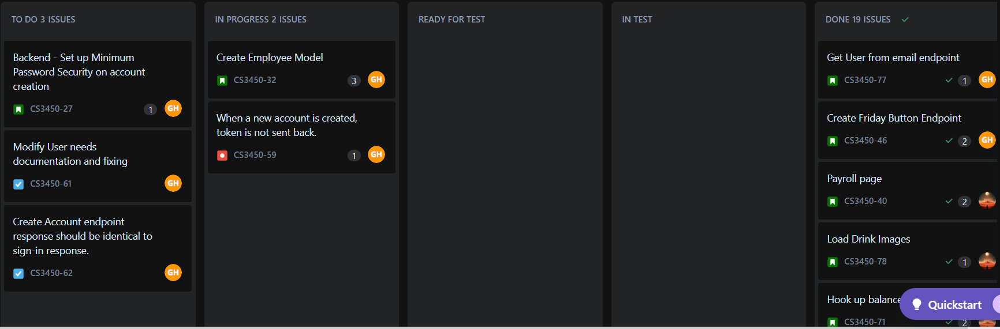 TO DO 3 ISSUES
Backend - Set up Minimum
Password Security on account
creation
CS3450-27
1
GH
Modify User needs
documentation and fixing
CS3450-61
GH
Create Account endpoint
response should be identical to
sign-in response.
CS3450-62
GH
IN PROGRESS 2 ISSUES
Create Employee Model
CS3450-32
3
GH
When a new account is created,
token is not sent back.
CS3450-59
1
GH
READY FOR TEST
IN TEST
DONE 19 ISSUES
Get User from email endpoint
CS3450-77
1
GH
Create Friday Button Endpoint
CS3450-46
2
GH
Payroll page
CS3450-40
2
Load Drink Images
CS3450-78
1
Hook up balance
CS3450-71
2
Quickstart